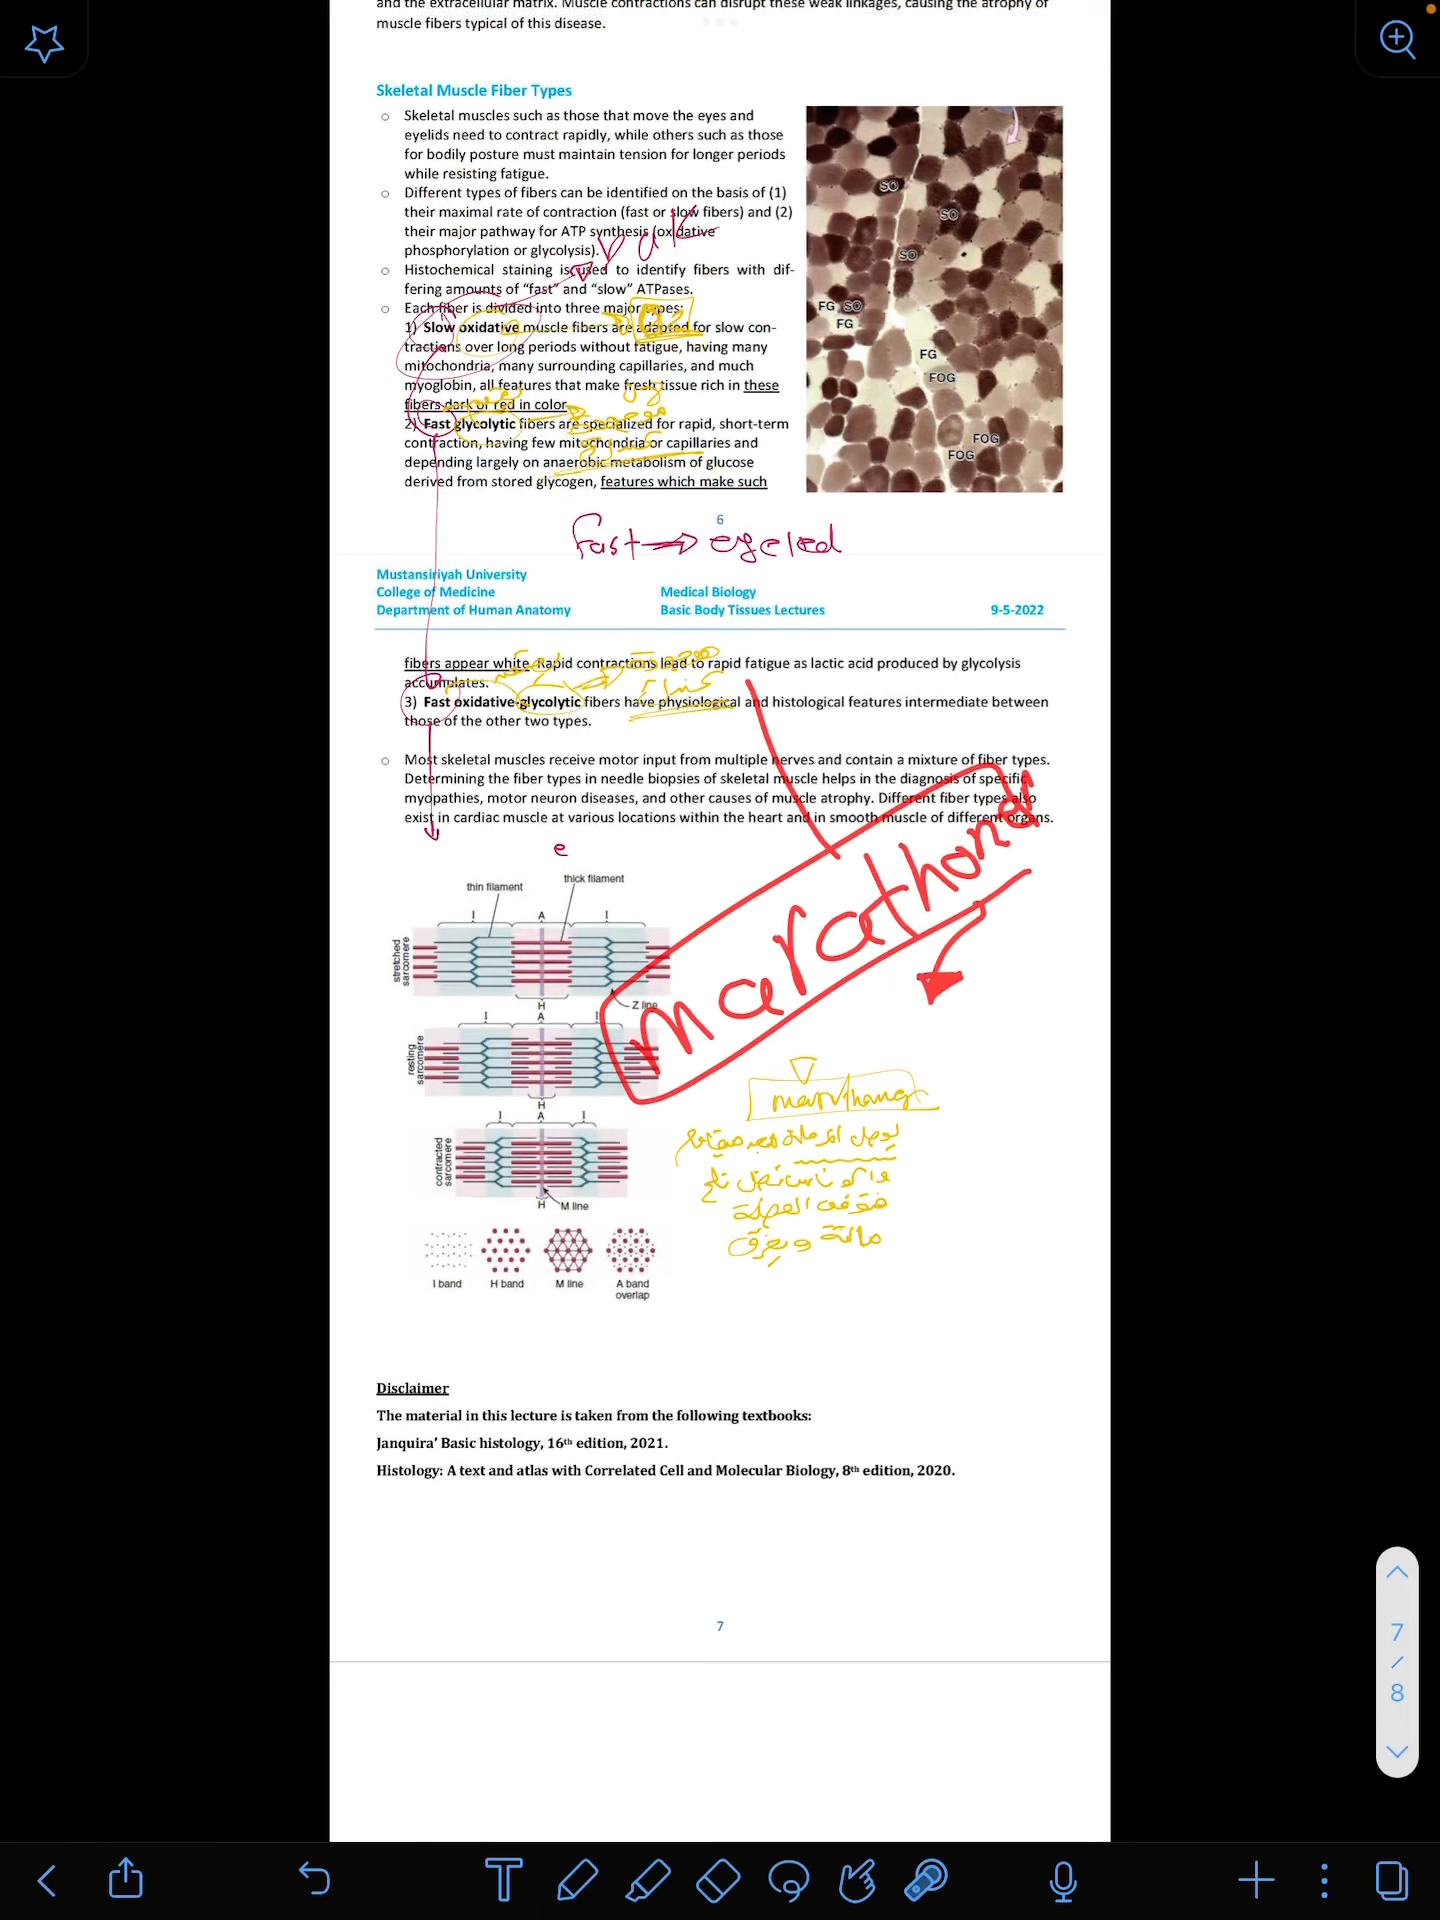 and the extracellular matrix. Muscle contractions can disrupt these weak linkages, causing the atrophy of
muscle fibers typical of this disease.
Skeletal Muscle Fiber Types
o Skeletal muscles such as those that move the eyes and
eyelids need to contract rapidly, while others such as those
for bodily posture must maintain tension for longer periods
while resisting fatigue.
o Different types of fibers can be identified on the basis of (1)
their maximal rate of contraction (fast or slow fibers) and (2)
their major pathway for ATP synthesis (oxidative
phosphorylation or glycolysis).
o Histochemical staining is used to identify fibers with dif-
fering amounts of "fast" and "slow" ATPases.
o Each fiber is divided into three major types:
1) Slow oxidative muscle fibers are adapted for slow con-
tractions over long periods without fatigue, having many
mitochondria, many surrounding capillaries, and much
myoglobin, all features that make fresh tissue rich in these
fibers dark or red in color.
2) Fast glycolytic fibers are specialized for rapid, short-term
contraction, having few mitochondria or capillaries and
depending largely on anaerobic metabolism of glucose
derived from stored glycogen, features which make such
SO
SO
SO
FG SO
FG
FG
FOG
FOG
FOG
6
Fast
Mustansiriyah University
College of Medicine Medical Biology
Department of Human Anatomy Basic Body Tissues Lectures 9-5-2022
fibers appear white. Rapid contractions lead to rapid fatigue as lactic acid produced by glycolysis
accumulates.
3) Fast oxidative-glycolytic fibers have physiological and histological features intermediate between
those of the other two types.
o Most skeletal muscles receive motor input from multiple nerves and contain a mixture of fiber types.
Determining the fiber types in needle biopsies of skeletal muscle helps in the diagnosis of specific
myopathies, motor neuron diseases, and other causes of muscle atrophy. Different fiber types also
exist in cardiac muscle at various locations within the heart and in smooth muscle of different organs.
e
thin filament thick filament
I A I
stretched sarcomere
H Z line
I A I
resting sarcomere
H
I A I
contracted sarcomere
H M line
I band H band M line A band
overlap
Disclaimer
The material in this lecture is taken from the following textbooks:
Janquira' Basic histology, 16th edition, 2021.
Histology: A text and atlas with Correlated Cell and Molecular Biology, 8th edition, 2020.
7
7
/
8